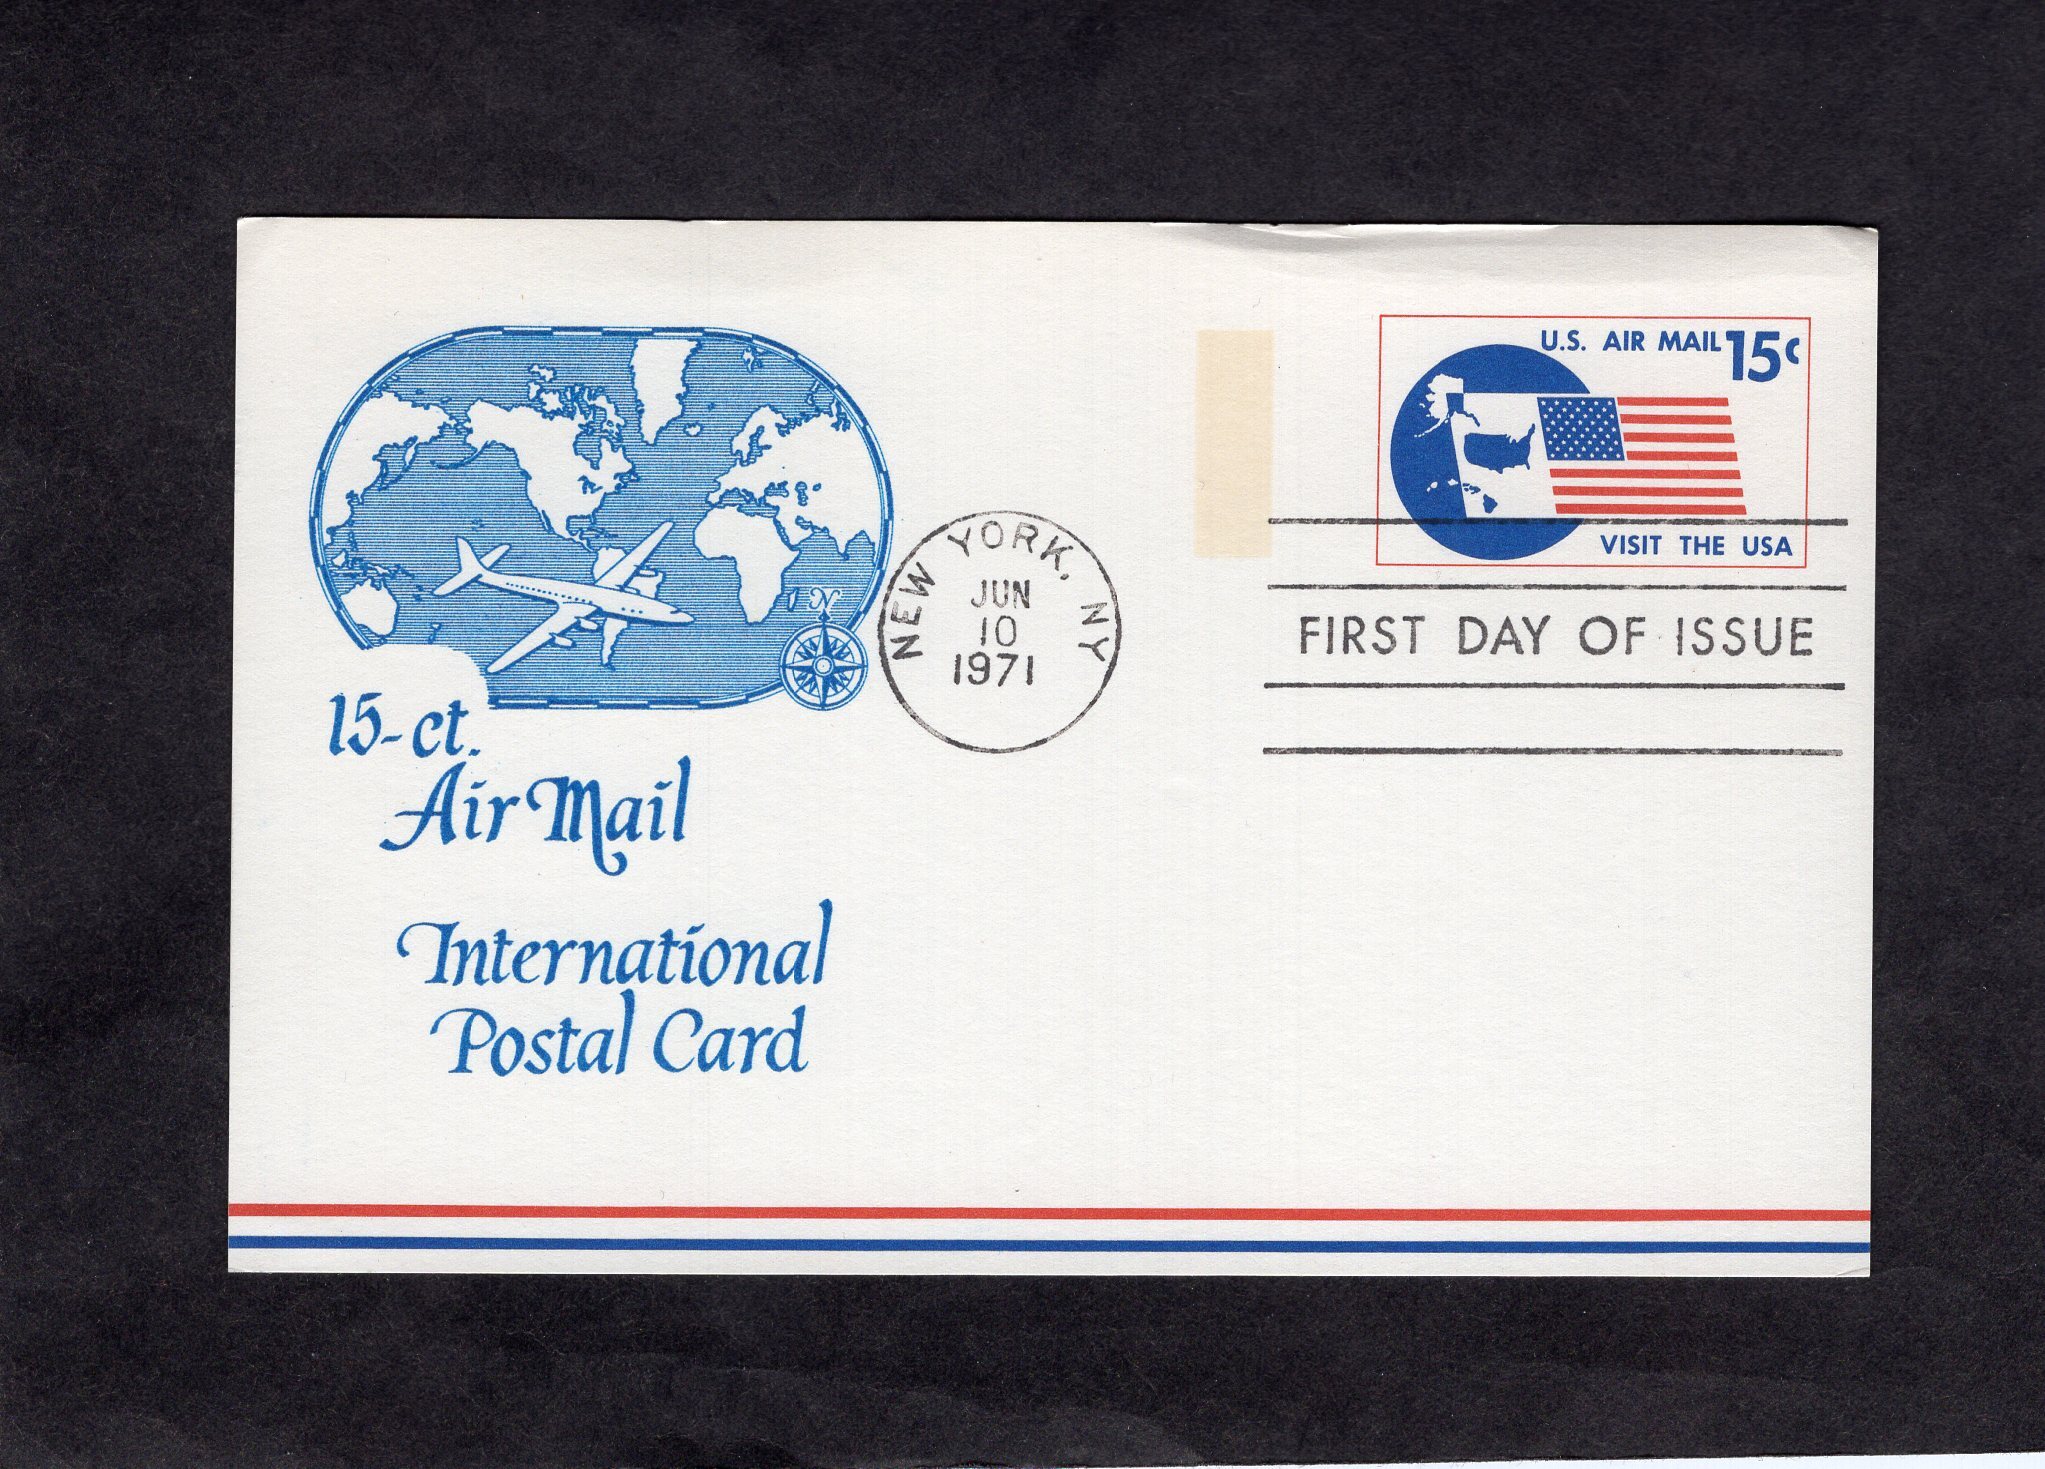 U.S. AIR MAIL 15c
VISIT THE USA
NEW YORK, NY
JUN
10
1971
FIRST DAY OF ISSUE
N
15-ct.
Air Mail
International
Postal Card